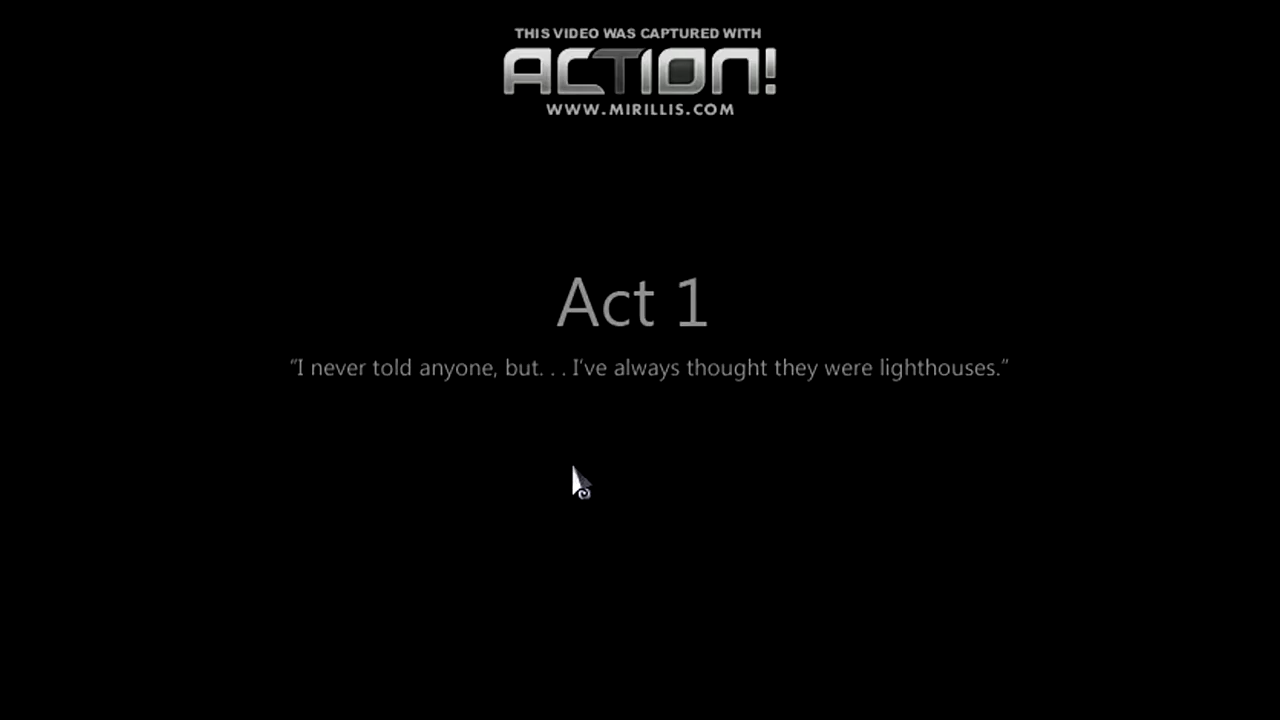 THIS VIDEO WAS CAPTURED WITH
ACTION!
WWW.MIRILLIS.COM
Act 1
“I never told anyone, but. . . I’ve always thought they were lighthouses.”